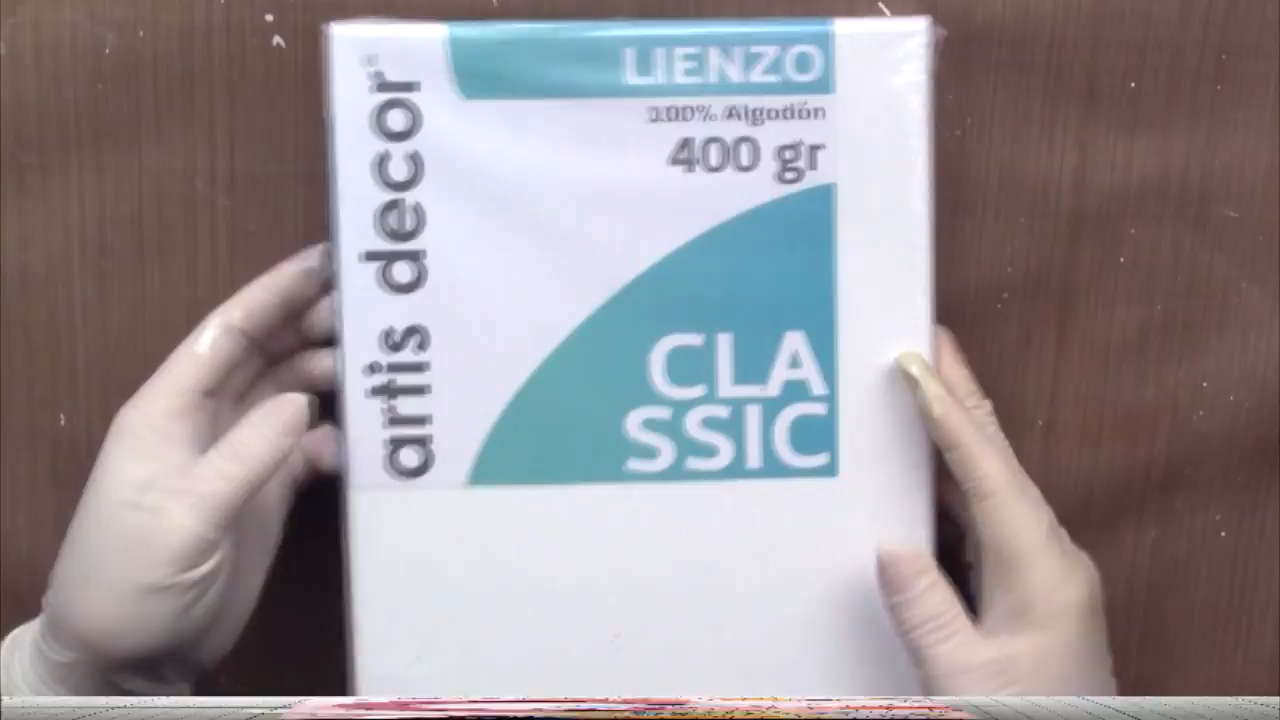 artis decor®
LIENZO
100% Algodón
400 gr
CLA
SSIC